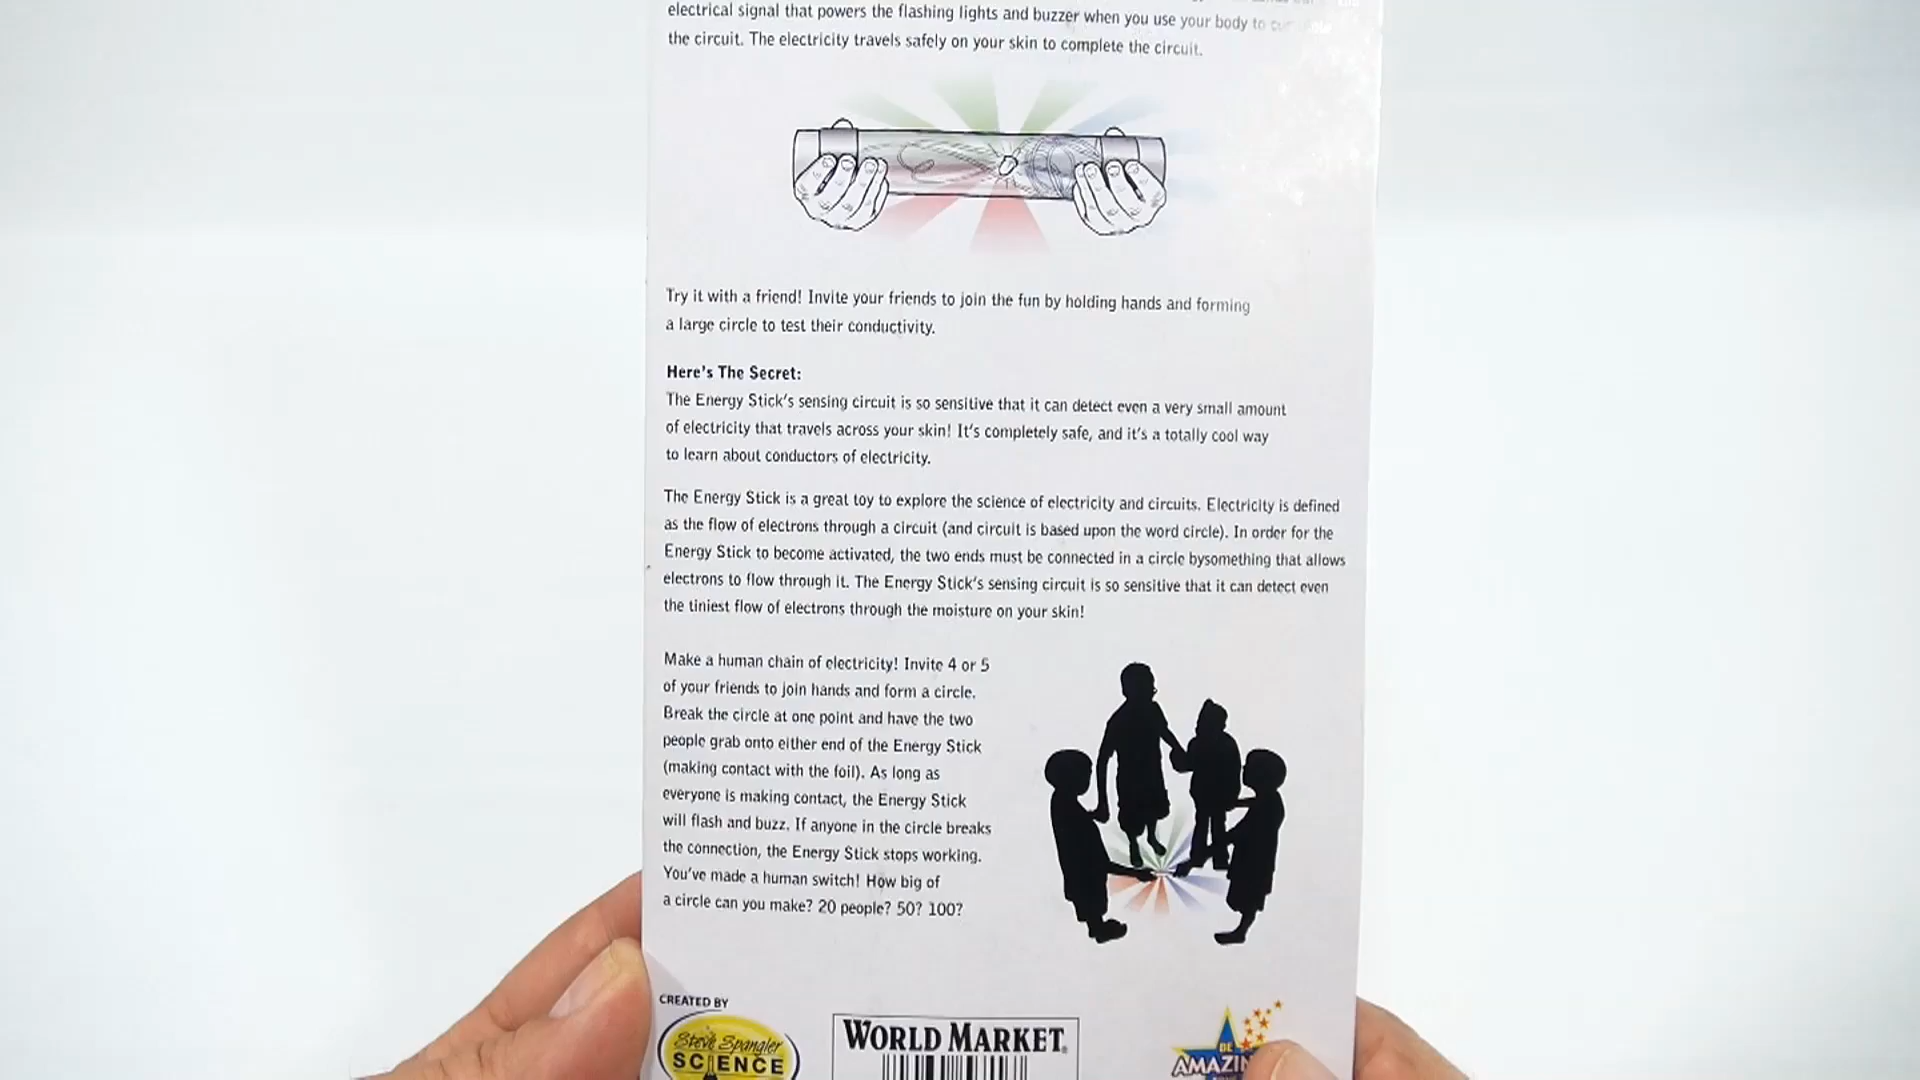 electrical signal that powers the flashing lights and buzzer when you use your body to
the circuit. The electricity travels safely on your skin to complete the circuit.
Try it with a friend! Invite your friends to join the fun by holding hands and forming
a large circle to test their conductivity.
Here's The Secret:
The Energy Stick's sensing circuit is so sensitive that it can detect even a very small amount
of electricity that travels across your skin! It's completely safe, and it's a totally cool way
to learn about conductors of electricity.
The Energy Stick is a great toy to explore the science of electricity and circuits. Electricity is defined
as the flow of electrons through a circuit (and circuit is based upon the word circle). In order for the
Energy Stick to become activated, the two ends must be connected in a circle bysomething that allows
electrons to flow through it. The Energy Stick's sensing circuit is so sensitive that it can detect even
the tiniest flow of electrons through the moisture on your skin!
Make a human chain of electricity! Invite 4 or 5
of your friends to join hands and form a circle.
Break the circle at one point and have the two
people grab onto either end of the Energy Stick
(making contact with the foil). As long as
everyone is making contact, the Energy Stick
will flash and buzz. If anyone in the circle breaks
the connection, the Energy Stick stops working.
You've made a human switch! How big of
a circle can you make? 20 people? 50? 100?
CREATED BY
Steve Spangler
SCIENCE
WORLD MARKET®
BE